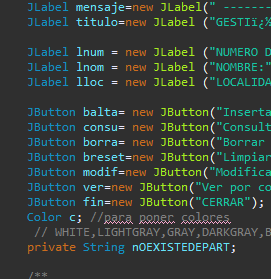 JLabel mensaje=new JLabel(" -------
JLabel titulo=new JLabel ("GESTIï¿½
JLabel lnum = new JLabel ("NUMERO D
JLabel lnom = new JLabel ("NOMBRE:"
JLabel lloc = new JLabel ("LOCALIDA
JButton balta= new JButton("Inserta
JButton consu= new JButton("Consult
JButton borra= new JButton("Borrar
JButton breset=new JButton("Limpiar
JButton modif=new JButton("Modifica
JButton ver=new JButton("Ver por co
JButton fin=new JButton("CERRAR");
Color c; //para poner colores
// WHITE,LIGHTGRAY,GRAY,DARKGRAY,B
private String nOEXISTEDEPART;
/**